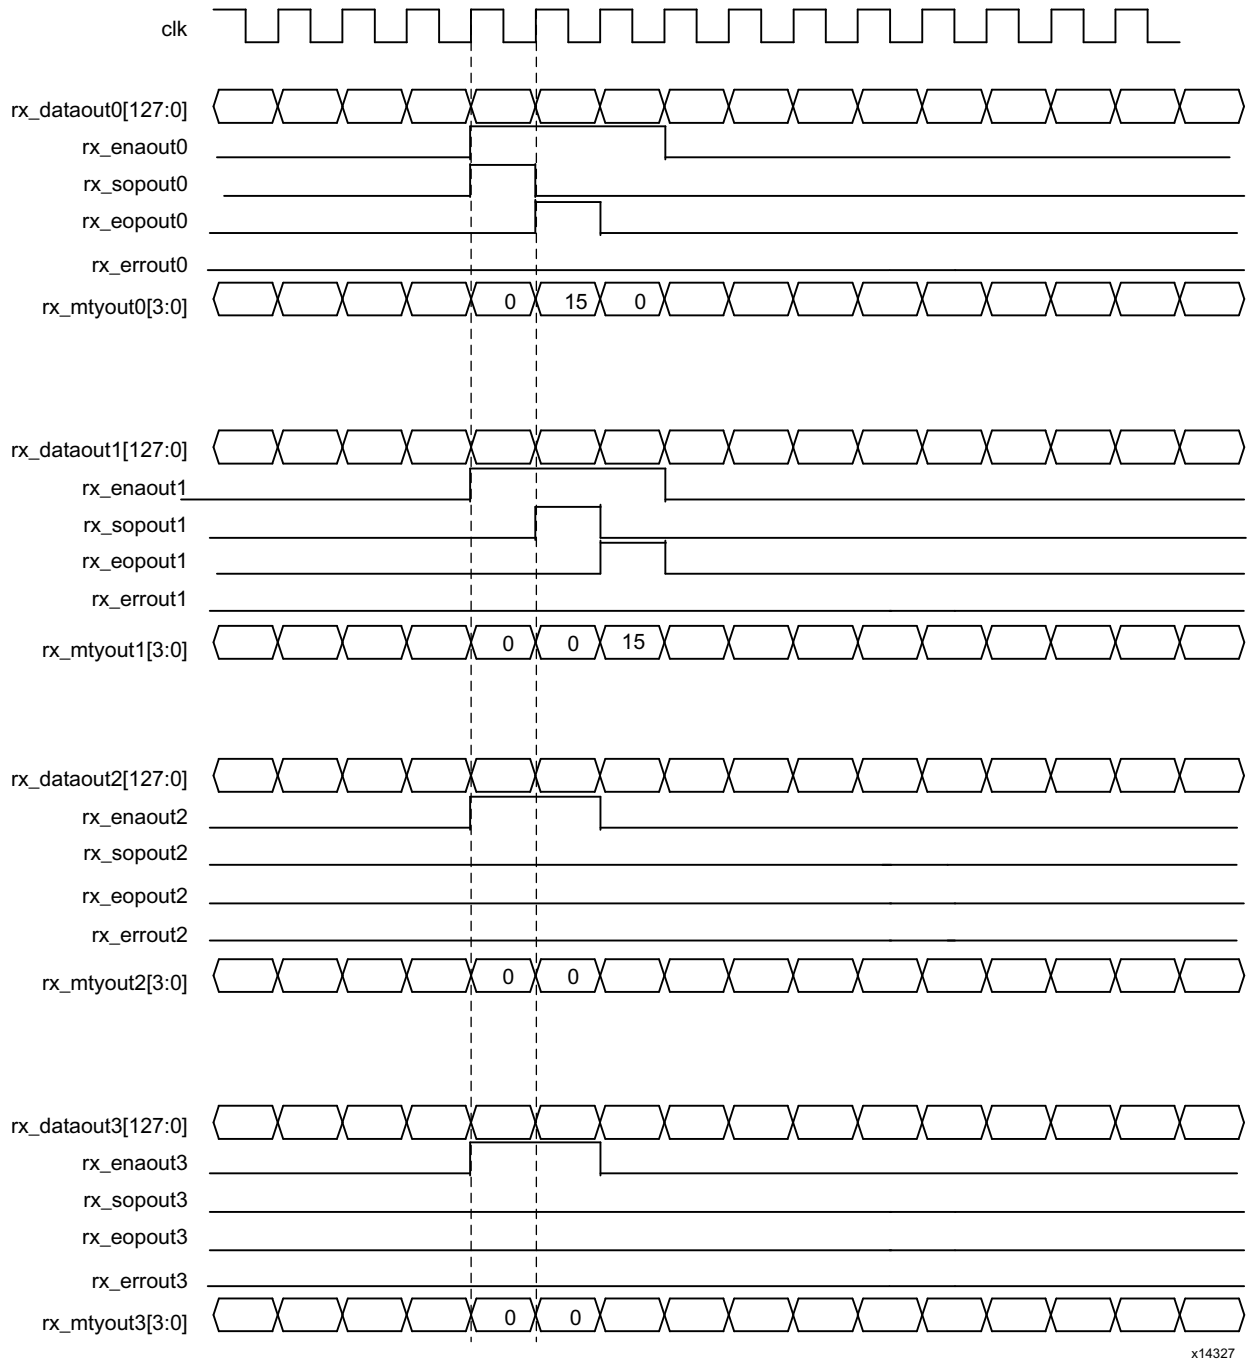 clk
rx_dataout0[127:0]
rx_enaout0
rx_sopout0
rx_eopout0
rx_errout0
rx_mtyout0[3:0] 0 15 0
rx_dataout1[127:0]
rx_enaout1
rx_sopout1
rx_eopout1
rx_errout1
rx_mtyout1[3:0] 0 0 15
rx_dataout2[127:0]
rx_enaout2
rx_sopout2
rx_eopout2
rx_errout2
rx_mtyout2[3:0] 0 0
rx_dataout3[127:0]
rx_enaout3
rx_sopout3
rx_eopout3
rx_errout3
rx_mtyout3[3:0] 0 0
x14327